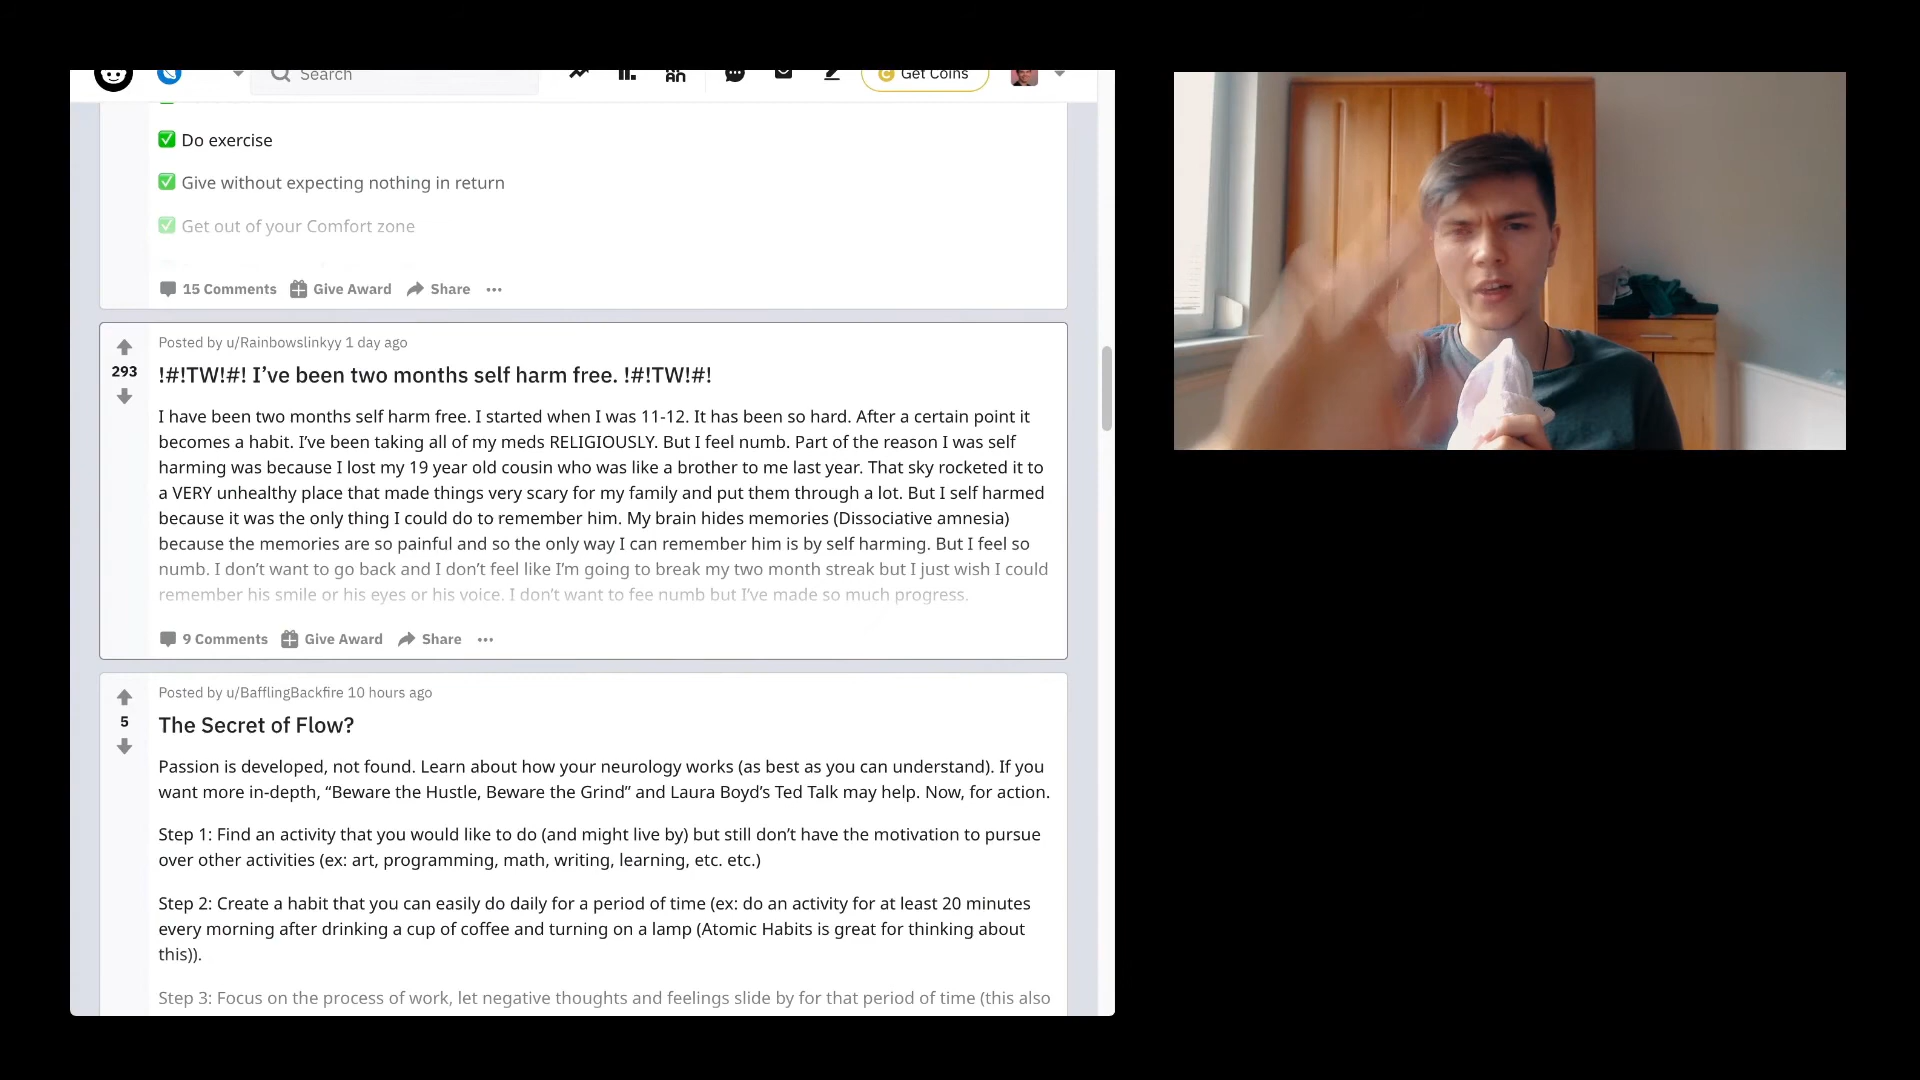 Search
Get Coins
Do exercise
Give without expecting nothing in return
Get out of your Comfort zone
15 Comments Give Award Share
Posted by u/Rainbowslinkyy 1 day ago
293
!#!TW!#! I’ve been two months self harm free. !#!TW!#!
I have been two months self harm free. I started when I was 11-12. It has been so hard. After a certain point it
becomes a habit. I’ve been taking all of my meds RELIGIOUSLY. But I feel numb. Part of the reason I was self
harming was because I lost my 19 year old cousin who was like a brother to me last year. That sky rocketed it to
a VERY unhealthy place that made things very scary for my family and put them through a lot. But I self harmed
because it was the only thing I could do to remember him. My brain hides memories (Dissociative amnesia)
because the memories are so painful and so the only way I can remember him is by self harming. But I feel so
numb. I don’t want to go back and I don’t feel like I’m going to break my two month streak but I just wish I could
remember his smile or his eyes or his voice. I don’t want to fee numb but I’ve made so much progress.
9 Comments Give Award Share
Posted by u/BafflingBackfire 10 hours ago
5
The Secret of Flow?
Passion is developed, not found. Learn about how your neurology works (as best as you can understand). If you
want more in-depth, “Beware the Hustle, Beware the Grind” and Laura Boyd’s Ted Talk may help. Now, for action.
Step 1: Find an activity that you would like to do (and might live by) but still don’t have the motivation to pursue
over other activities (ex: art, programming, math, writing, learning, etc. etc.)
Step 2: Create a habit that you can easily do daily for a period of time (ex: do an activity for at least 20 minutes
every morning after drinking a cup of coffee and turning on a lamp (Atomic Habits is great for thinking about
this)).
Step 3: Focus on the process of work, let negative thoughts and feelings slide by for that period of time (this also